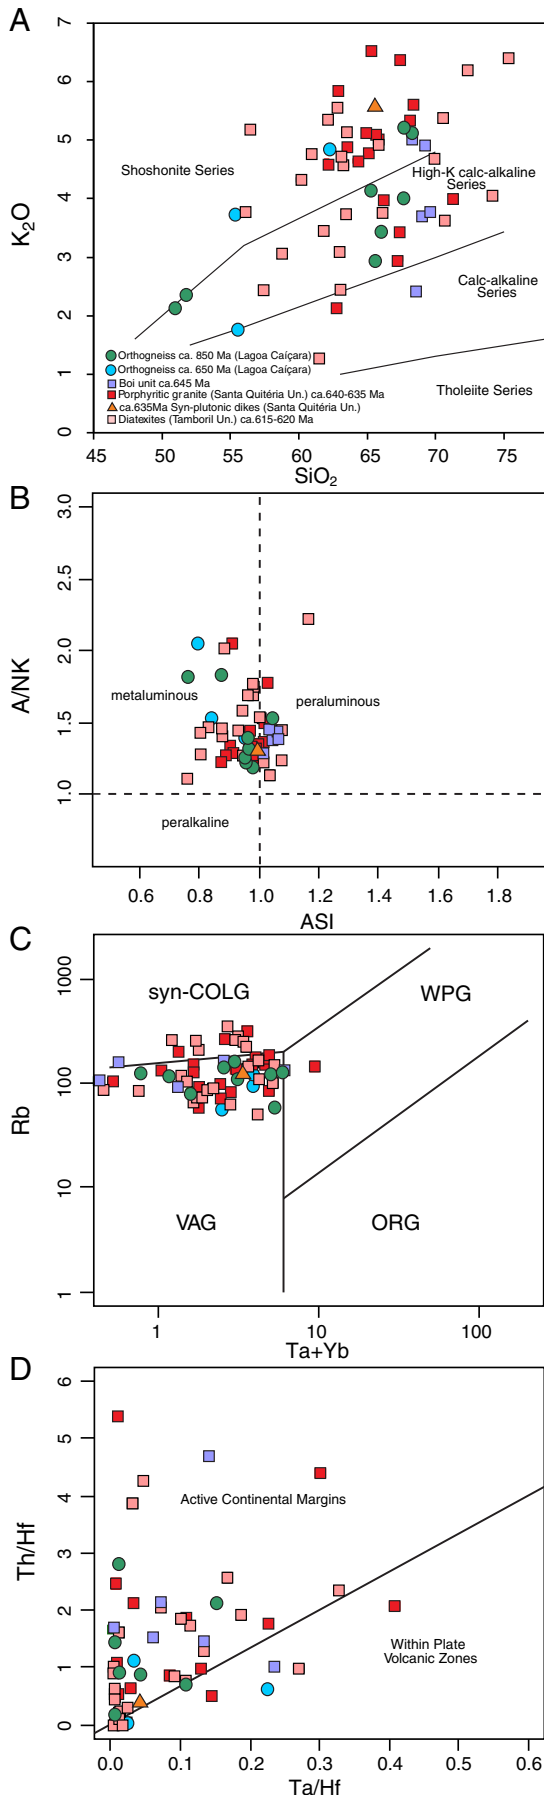 A
7
6
5
4
3
2
1
0
K₂O
Shoshonite Series
High-K calc-alkaline
Series
Calc-alkaline
Series
Tholeiite Series
Orthogneiss ca. 850 Ma (Lagoa Caiçara)
Orthogneiss ca. 650 Ma (Lagoa Caiçara)
Boi unit ca.645 Ma
Porphyritic granite (Santa Quitéria Un.) ca.640-635 Ma
ca.635Ma Syn-plutonic dikes (Santa Quitéria Un.)
Diatexites (Tamboril Un.) ca.615-620 Ma
45 50 55 60 65 70 75
SiO₂
B
3.0
2.5
2.0
1.5
1.0
A/NK
metaluminous
peraluminous
peralkaline
0.6 0.8 1.0 1.2 1.4 1.6 1.8
ASI
C
1000
100
10
1
Rb
syn-COLG
WPG
VAG
ORG
1 10 100
Ta+Yb
D
6
5
4
3
2
1
0
Th/Hf
Active Continental Margins
Within Plate
Volcanic Zones
0.0 0.1 0.2 0.3 0.4 0.5 0.6
Ta/Hf